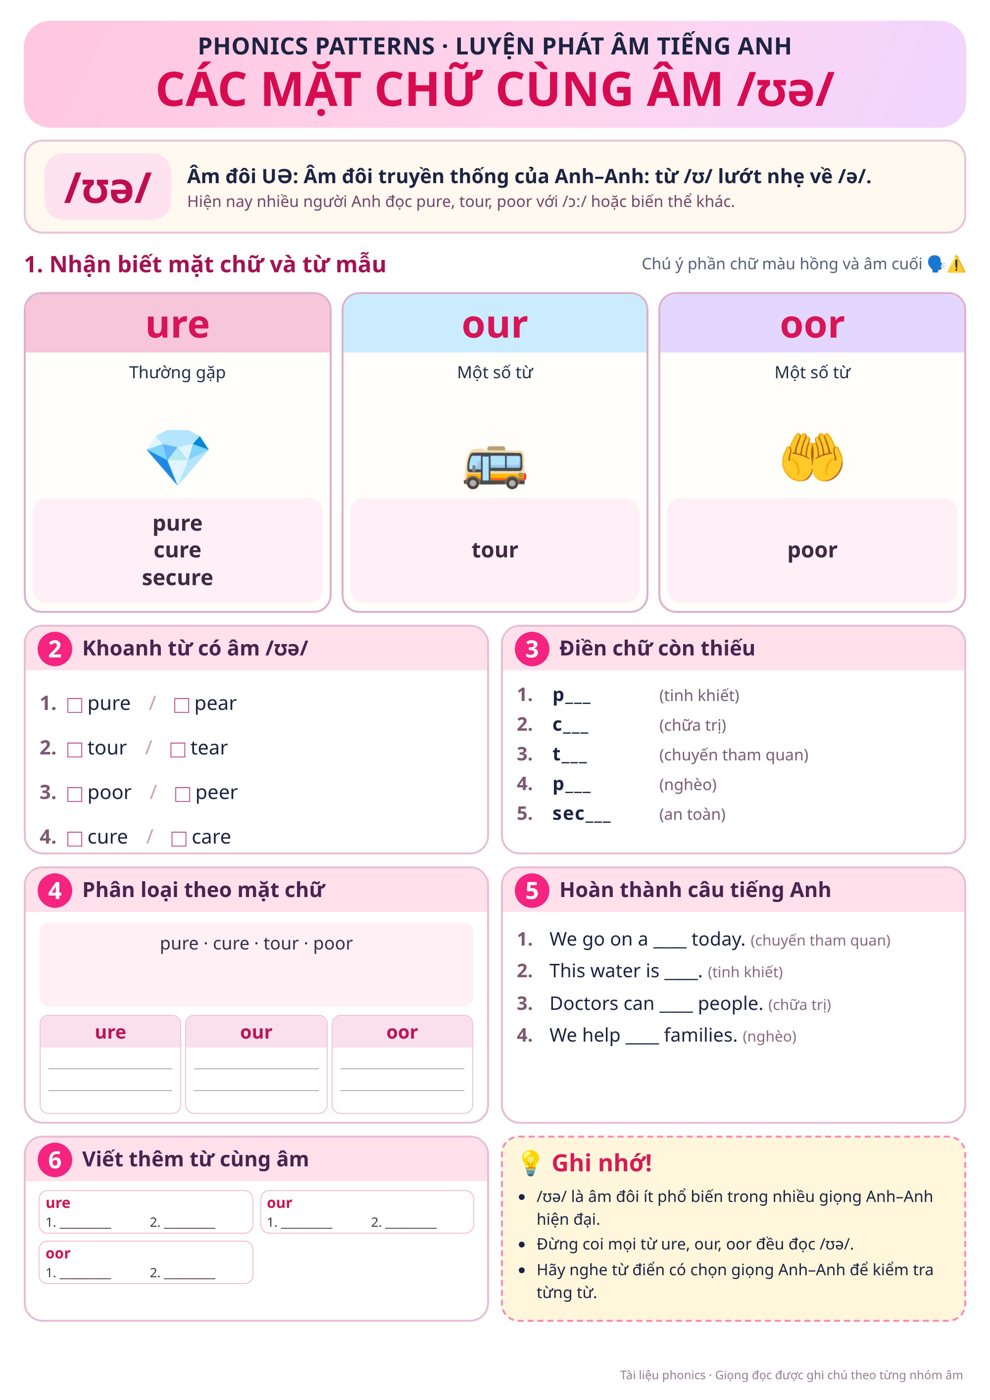 PHONICS PATTERNS · LUYỆN PHÁT ÂM TIẾNG ANH
CÁC MẶT CHỮ CÙNG ÂM /ʊə/
/ʊə/
Âm đôi UƏ: Âm đôi truyền thống của Anh–Anh: từ /ʊ/ lướt nhẹ về /ə/.
Hiện nay nhiều người Anh đọc pure, tour, poor với /ɔː/ hoặc biến thể khác.
1. Nhận biết mặt chữ và từ mẫu
Chú ý phần chữ màu hồng và âm cuối 🗣️⚠️
ure
Thường gặp
pure
cure
secure
our
Một số từ
tour
oor
Một số từ
poor
2 Khoanh từ có âm /ʊə/
1. □ pure / □ pear
2. □ tour / □ tear
3. □ poor / □ peer
4. □ cure / □ care
3 Điền chữ còn thiếu
1. p___ (tinh khiết)
2. c___ (chữa trị)
3. t___ (chuyến tham quan)
4. p___ (nghèo)
5. sec___ (an toàn)
4 Phân loại theo mặt chữ
pure · cure · tour · poor
ure our oor
5 Hoàn thành câu tiếng Anh
1. We go on a ____ today. (chuyến tham quan)
2. This water is ____. (tinh khiết)
3. Doctors can ____ people. (chữa trị)
4. We help ____ families. (nghèo)
6 Viết thêm từ cùng âm
ure
1. _________ 2. _________
our
1. _________ 2. _________
oor
1. _________ 2. _________
💡 Ghi nhớ!
• /ʊə/ là âm đôi ít phổ biến trong nhiều giọng Anh–Anh
hiện đại.
• Đừng coi mọi từ ure, our, oor đều đọc /ʊə/.
• Hãy nghe từ điển có chọn giọng Anh–Anh để kiểm tra
từng từ.
Tài liệu phonics · Giọng đọc được ghi chú theo từng nhóm âm